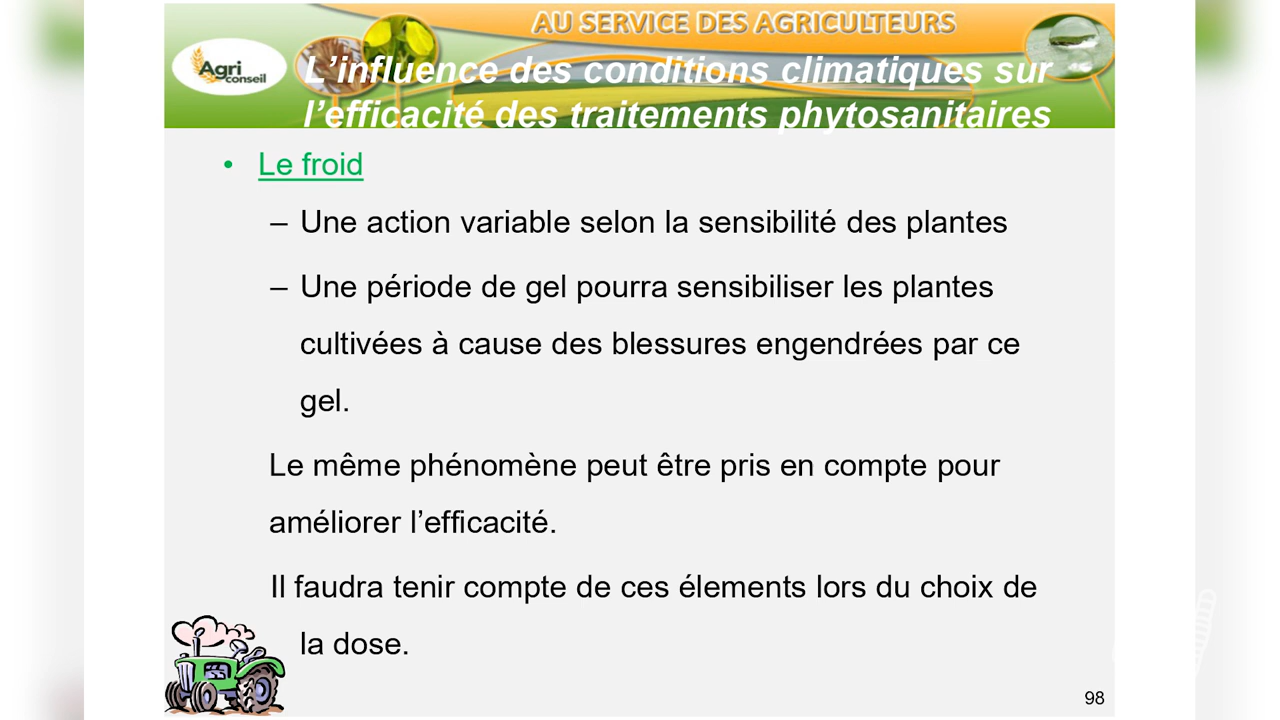 AU SERVICE DES AGRICULTEURS
Agri
conseil
L’influence des conditions climatiques sur
l’efficacité des traitements phytosanitaires
• Le froid
– Une action variable selon la sensibilité des plantes
– Une période de gel pourra sensibiliser les plantes
cultivées à cause des blessures engendrées par ce
gel.
Le même phénomène peut être pris en compte pour
améliorer l’efficacité.
Il faudra tenir compte de ces élements lors du choix de
la dose.
98